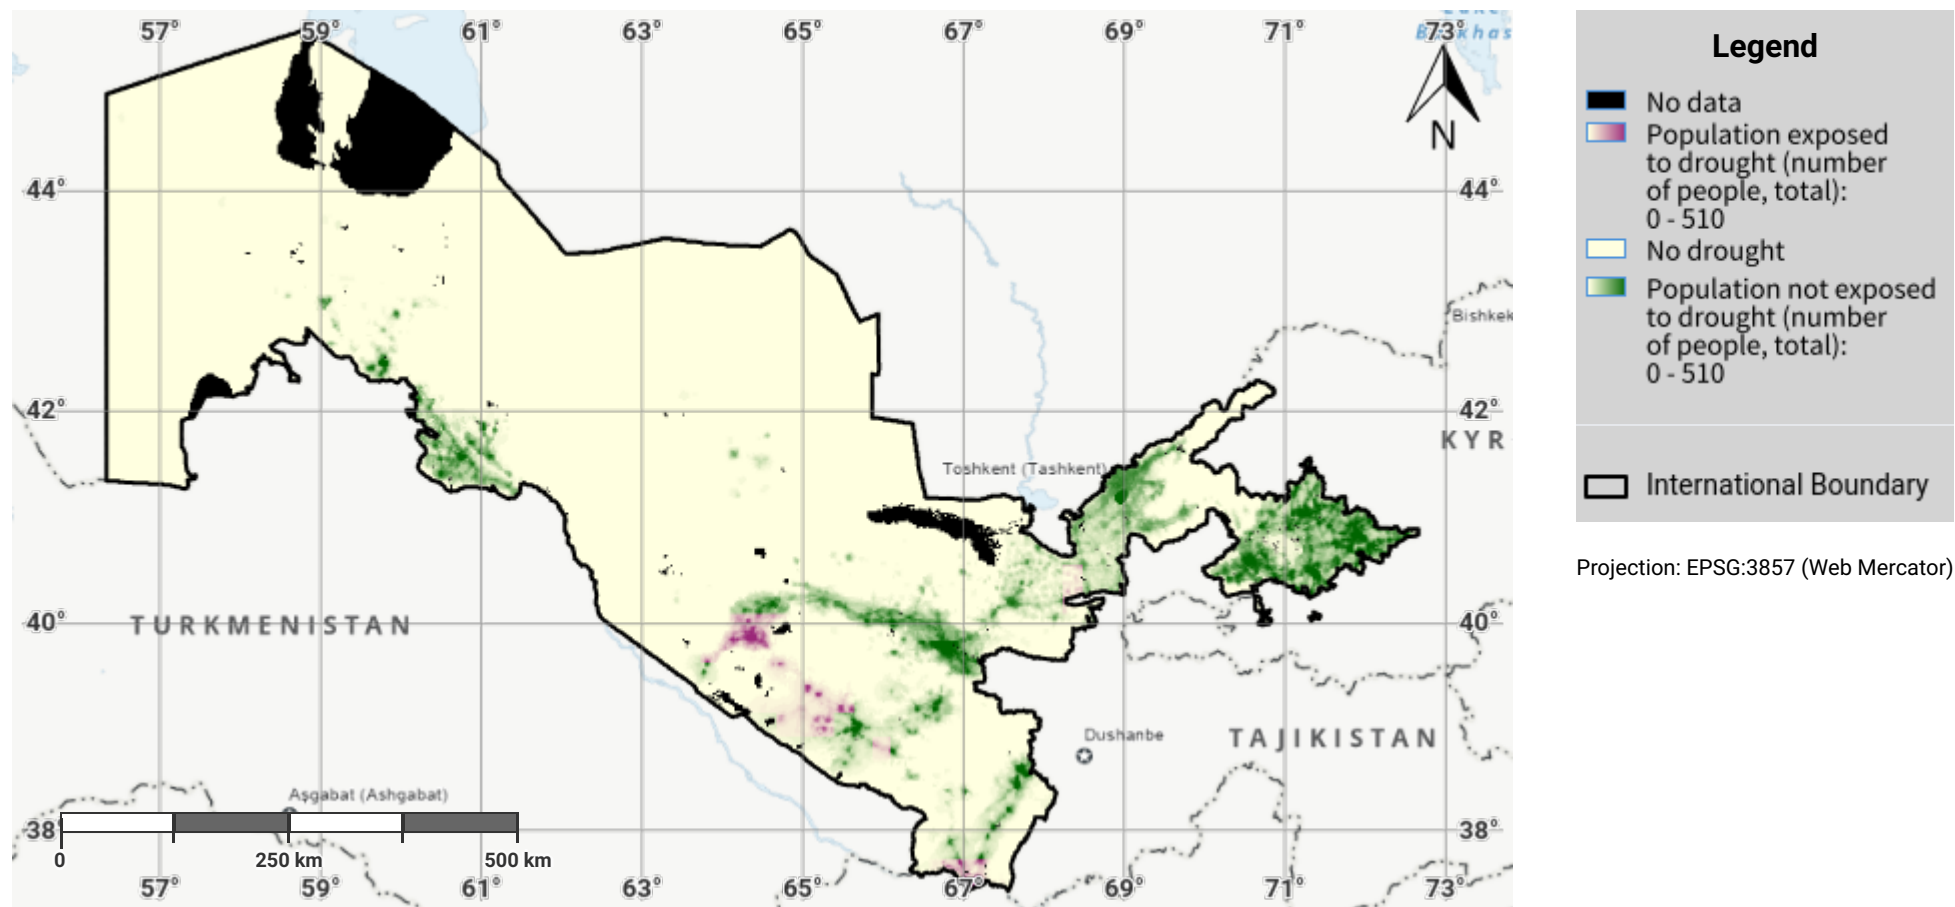 57° 59° 61° 63° 65° 67° 69° 71° 73°
N
44° 44°
Bishkek
42° 42°
KYR
Toshkent (Tashkent)
40° 40°
TURKMENISTAN
Dushanbe
TAJIKISTAN
Aşgabat (Ashgabat)
38° 38°
0 250 km 500 km
57° 59° 61° 63° 65° 67° 69° 71° 73°
Legend
No data
Population exposed
to drought (number
of people, total):
0 - 510
No drought
Population not exposed
to drought (number
of people, total):
0 - 510
International Boundary
Projection: EPSG:3857 (Web Mercator)